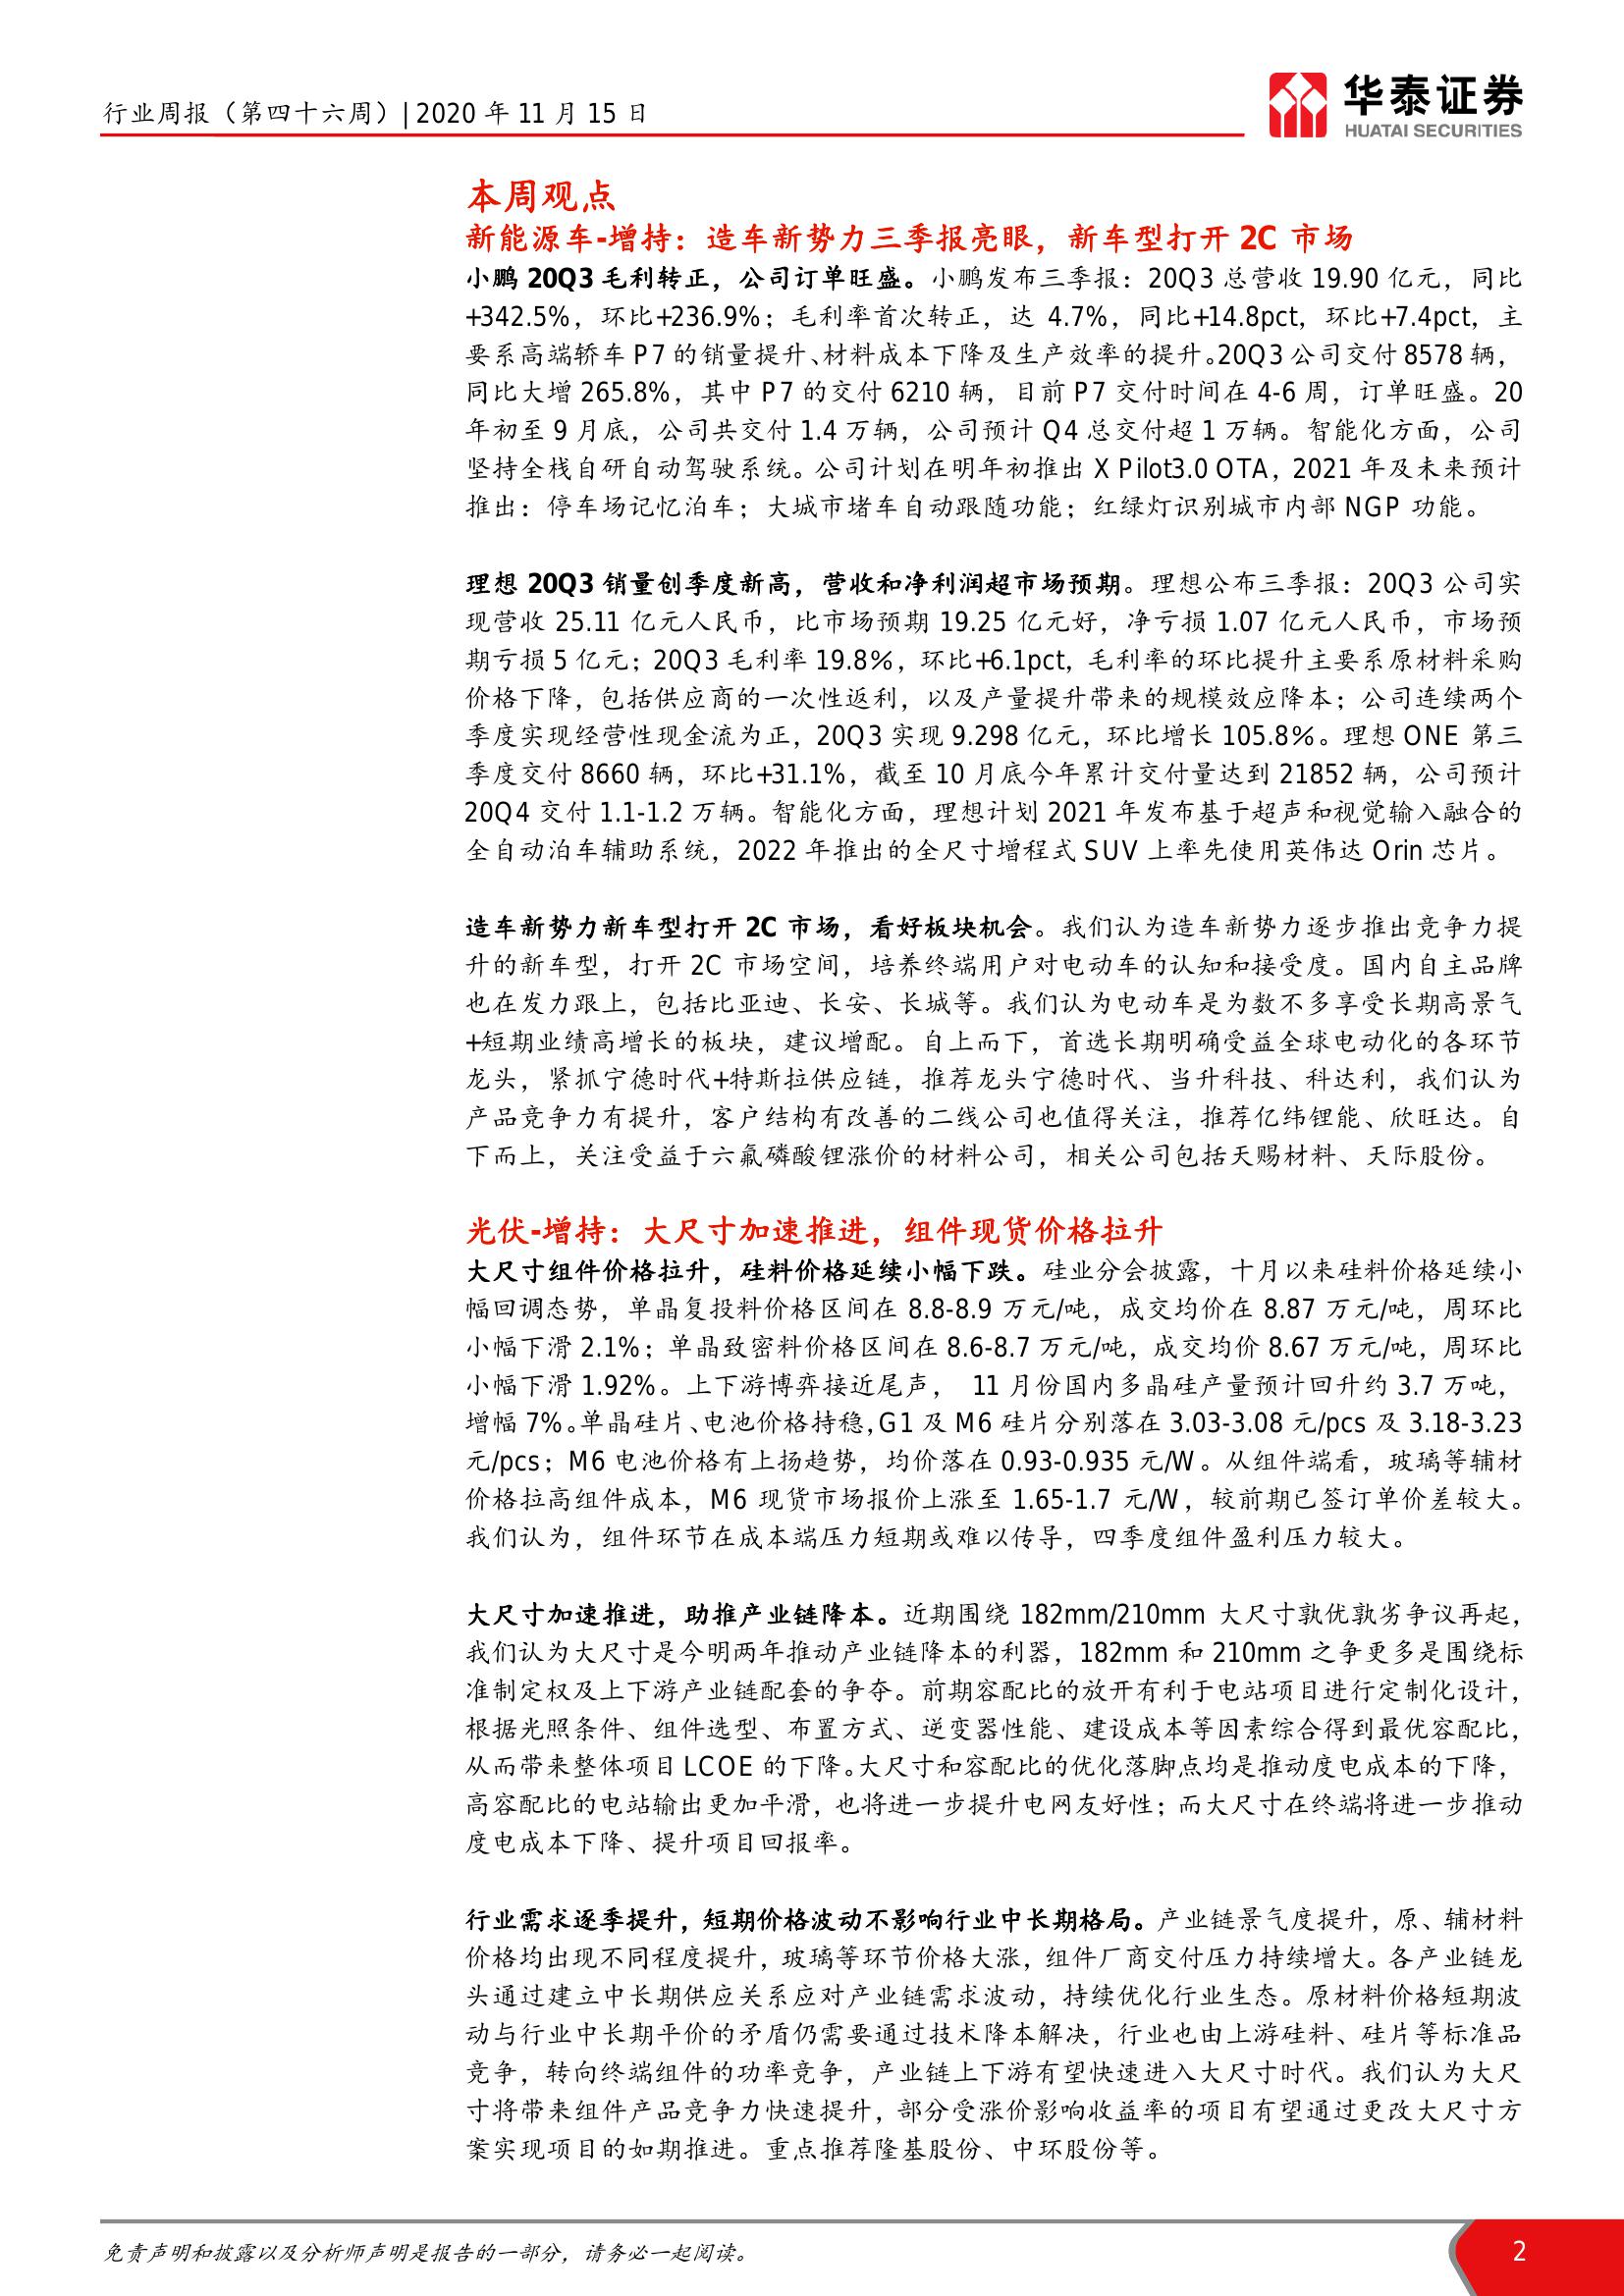 行业周报（第四十六周）| 2020 年 11 月 15 日
华泰证券
HUATAI SECURITIES
本周观点
新能源车-增持：造车新势力三季报亮眼，新车型打开 2C 市场
小鹏 20Q3 毛利转正，公司订单旺盛。小鹏发布三季报：20Q3 总营收 19.90 亿元，同比
+342.5%，环比+236.9%；毛利率首次转正，达 4.7%，同比+14.8pct，环比+7.4pct，主
要系高端轿车 P7 的销量提升、材料成本下降及生产效率的提升。20Q3 公司交付 8578 辆，
同比大增 265.8%，其中 P7 的交付 6210 辆，目前 P7 交付时间在 4-6 周，订单旺盛。20
年初至 9 月底，公司共交付 1.4 万辆，公司预计 Q4 总交付超 1 万辆。智能化方面，公司
坚持全栈自研自动驾驶系统。公司计划在明年初推出 X Pilot3.0 OTA，2021 年及未来预计
推出：停车场记忆泊车；大城市堵车自动跟随功能；红绿灯识别城市内部 NGP 功能。
理想 20Q3 销量创季度新高，营收和净利润超市场预期。理想公布三季报：20Q3 公司实
现营收 25.11 亿元人民币，比市场预期 19.25 亿元好，净亏损 1.07 亿元人民币，市场预
期亏损 5 亿元；20Q3 毛利率 19.8%，环比+6.1pct，毛利率的环比提升主要系原材料采购
价格下降，包括供应商的一次性返利，以及产量提升带来的规模效应降本；公司连续两个
季度实现经营性现金流为正，20Q3 实现 9.298 亿元，环比增长 105.8%。理想 ONE 第三
季度交付 8660 辆，环比+31.1%，截至 10 月底今年累计交付量达到 21852 辆，公司预计
20Q4 交付 1.1-1.2 万辆。智能化方面，理想计划 2021 年发布基于超声和视觉输入融合的
全自动泊车辅助系统，2022 年推出的全尺寸增程式 SUV 上率先使用英伟达 Orin 芯片。
造车新势力新车型打开 2C 市场，看好板块机会。我们认为造车新势力逐步推出竞争力提
升的新车型，打开 2C 市场空间，培养终端用户对电动车的认知和接受度。国内自主品牌
也在发力跟上，包括比亚迪、长安、长城等。我们认为电动车是为数不多享受长期高景气
+短期业绩高增长的板块，建议增配。自上而下，首选长期明确受益全球电动化的各环节
龙头，紧抓宁德时代+特斯拉供应链，推荐龙头宁德时代、当升科技、科达利，我们认为
产品竞争力有提升，客户结构有改善的二线公司也值得关注，推荐亿纬锂能、欣旺达。自
下而上，关注受益于六氟磷酸锂涨价的材料公司，相关公司包括天赐材料、天际股份。
光伏-增持：大尺寸加速推进，组件现货价格拉升
大尺寸组件价格拉升，硅料价格延续小幅下跌。硅业分会披露，十月以来硅料价格延续小
幅回调态势，单晶复投料价格区间在 8.8-8.9 万元/吨，成交均价在 8.87 万元/吨，周环比
小幅下滑 2.1%；单晶致密料价格区间在 8.6-8.7 万元/吨，成交均价 8.67 万元/吨，周环比
小幅下滑 1.92%。上下游博弈接近尾声， 11 月份国内多晶硅产量预计回升约 3.7 万吨，
增幅 7%。单晶硅片、电池价格持稳，G1 及 M6 硅片分别落在 3.03-3.08 元/pcs 及 3.18-3.23
元/pcs；M6 电池价格有上扬趋势，均价落在 0.93-0.935 元/W。从组件端看，玻璃等辅材
价格拉高组件成本，M6 现货市场报价上涨至 1.65-1.7 元/W，较前期已签订单价差较大。
我们认为，组件环节在成本端压力短期或难以传导，四季度组件盈利压力较大。
大尺寸加速推进，助推产业链降本。近期围绕 182mm/210mm 大尺寸孰优孰劣争议再起，
我们认为大尺寸是今明两年推动产业链降本的利器，182mm 和 210mm 之争更多是围绕标
准制定权及上下游产业链配套的争夺。前期容配比的放开有利于电站项目进行定制化设计，
根据光照条件、组件选型、布置方式、逆变器性能、建设成本等因素综合得到最优容配比，
从而带来整体项目 LCOE 的下降。大尺寸和容配比的优化落脚点均是推动度电成本的下降，
高容配比的电站输出更加平滑，也将进一步提升电网友好性；而大尺寸在终端将进一步推动
度电成本下降、提升项目回报率。
行业需求逐季提升，短期价格波动不影响行业中长期格局。产业链景气度提升，原、辅材料
价格均出现不同程度提升，玻璃等环节价格大涨，组件厂商交付压力持续增大。各产业链龙
头通过建立中长期供应关系应对产业链需求波动，持续优化行业生态。原材料价格短期波
动与行业中长期平价的矛盾仍需要通过技术降本解决，行业也由上游硅料、硅片等标准品
竞争，转向终端组件的功率竞争，产业链上下游有望快速进入大尺寸时代。我们认为大尺
寸将带来组件产品竞争力快速提升，部分受涨价影响收益率的项目有望通过更改大尺寸方
案实现项目的如期推进。重点推荐隆基股份、中环股份等。
免责声明和披露以及分析师声明是报告的一部分，请务必一起阅读。
2